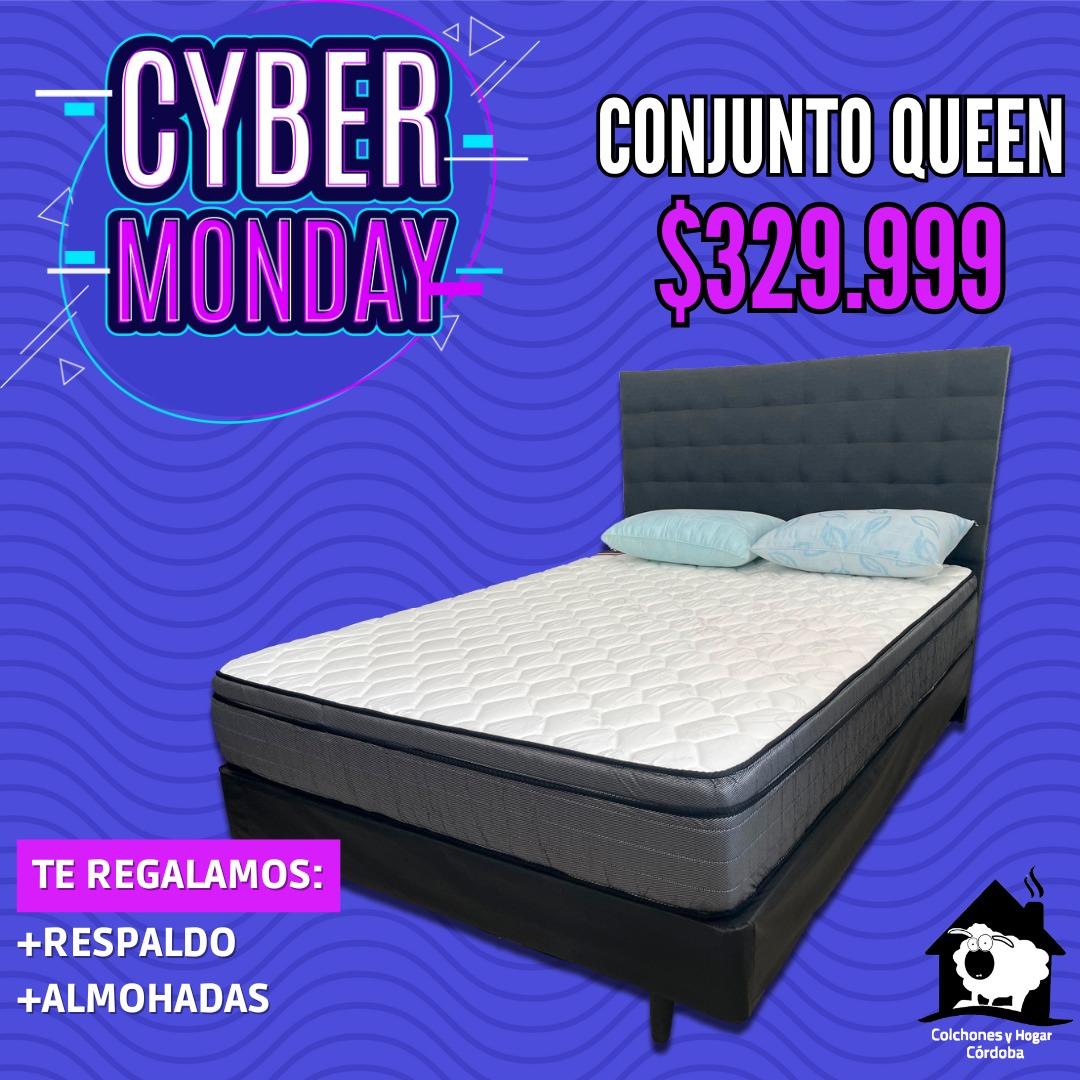 CYBER
MONDAY
CONJUNTO QUEEN
$329.999
TE REGALAMOS:
+RESPALDO
+ALMOHADAS
Colchones y Hogar
Córdoba